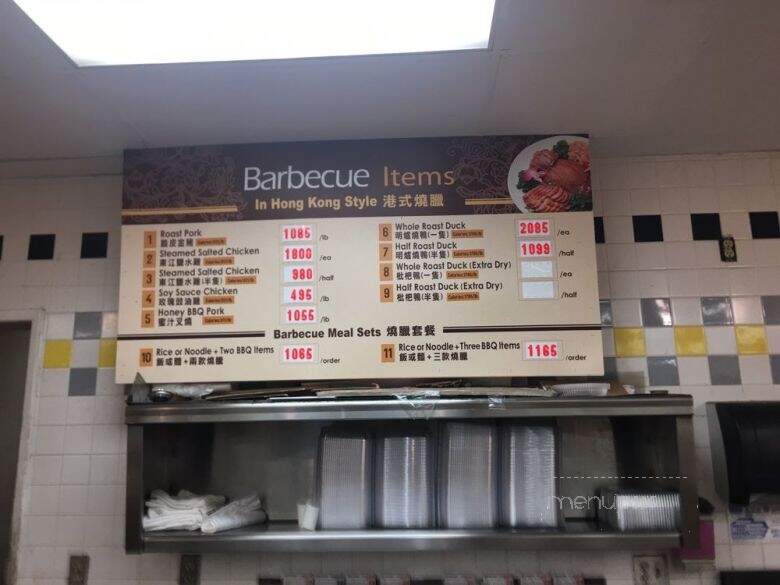 Barbecue Items
In Hong Kong Style 港式燒臘
1 Roast Pork 1085 /lb
脆皮金豬
2 Steamed Salted Chicken 1800 /ea
東江鹽水雞
3 Steamed Salted Chicken 980 /half
東江鹽水雞(半隻)
4 Soy Sauce Chicken 495 /lb
玫瑰豉油雞
5 Honey BBQ Pork 1055 /lb
蜜汁叉燒
6 Whole Roast Duck 2085 /ea
明爐燒鴨(一隻)
7 Half Roast Duck 1099 /half
明爐燒鴨(半隻)
8 Whole Roast Duck (Extra Dry) /ea
枇杷鴨(一隻)
9 Half Roast Duck (Extra Dry) /half
枇杷鴨(半隻)
Barbecue Meal Sets 燒臘套餐
10 Rice or Noodle + Two BBQ Items 1065 /order
飯或麵 + 兩款燒臘
11 Rice or Noodle + Three BBQ Items 1165 /order
飯或麵 + 三款燒臘
menu